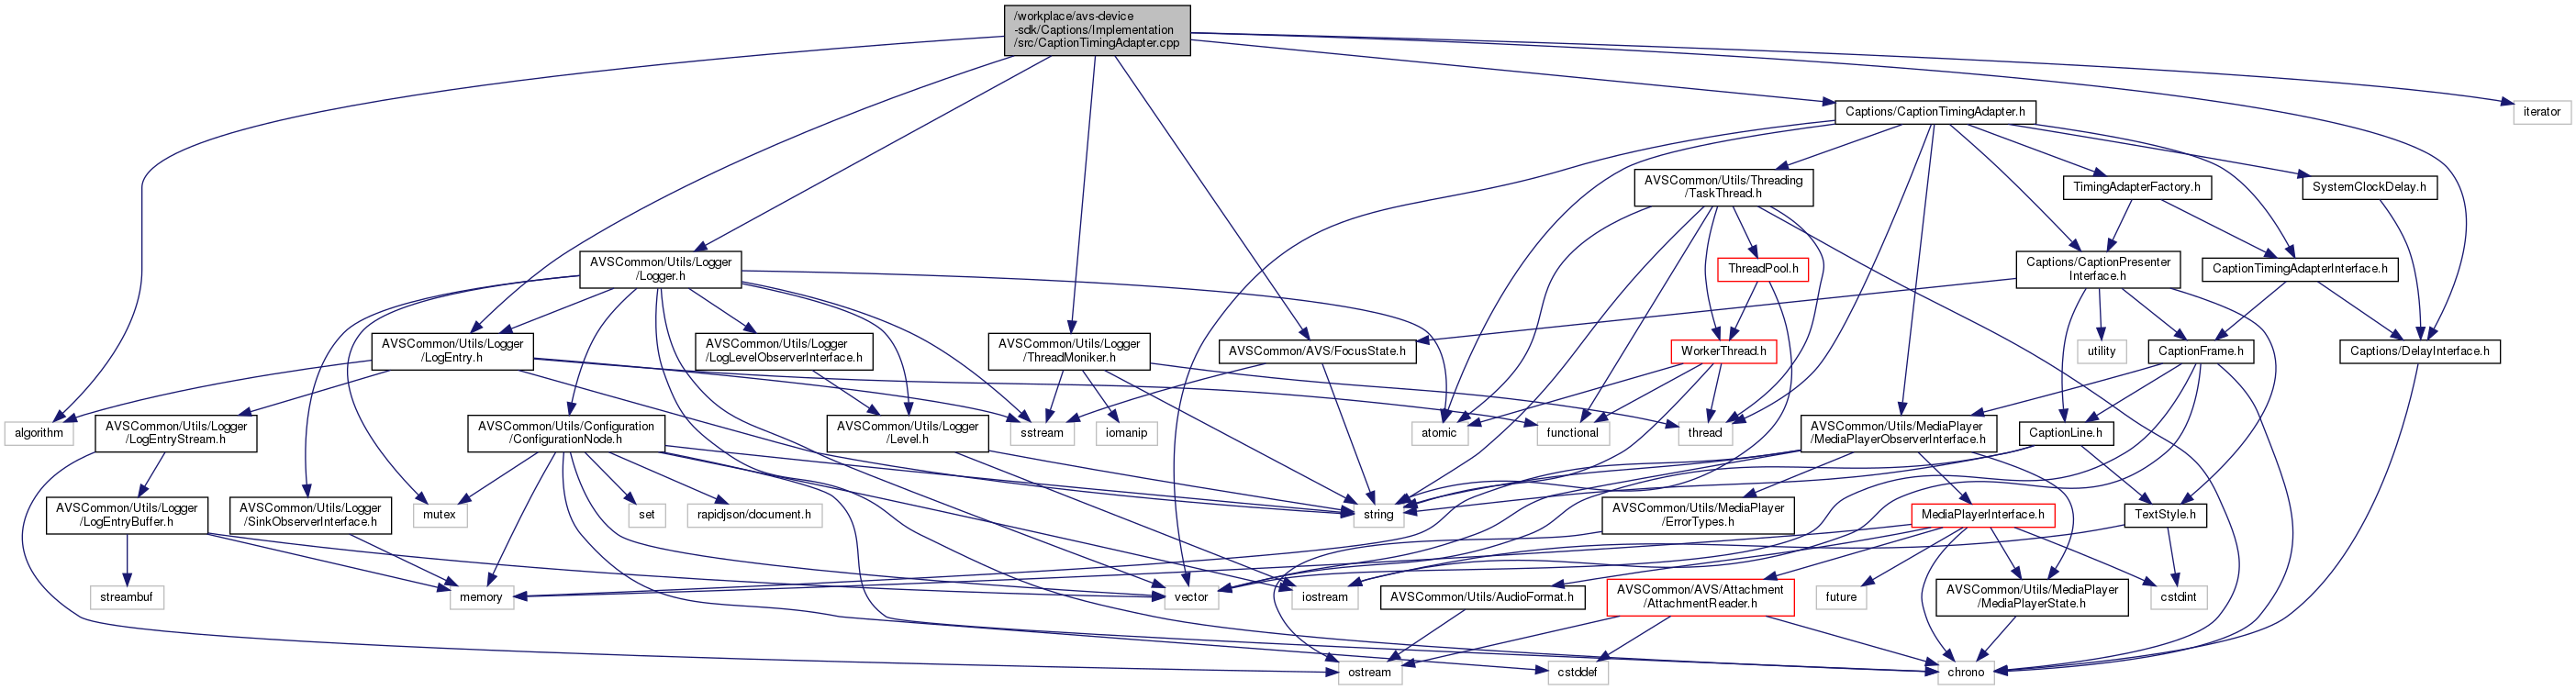 /workplace/avs-device
-sdk/Captions/Implementation
/src/CaptionTimingAdapter.cpp
Captions/CaptionTimingAdapter.h
iterator
AVSCommon/Utils/Threading
/TaskThread.h
TimingAdapterFactory.h
SystemClockDelay.h
AVSCommon/Utils/Logger
/Logger.h
ThreadPool.h
Captions/CaptionPresenter
Interface.h
CaptionTimingAdapterInterface.h
AVSCommon/Utils/Logger
/LogEntry.h
AVSCommon/Utils/Logger
/LogLevelObserverInterface.h
AVSCommon/Utils/Logger
/ThreadMoniker.h
AVSCommon/AVS/FocusState.h
WorkerThread.h
utility
CaptionFrame.h
Captions/DelayInterface.h
algorithm
AVSCommon/Utils/Logger
/LogEntryStream.h
AVSCommon/Utils/Configuration
/ConfigurationNode.h
AVSCommon/Utils/Logger
/Level.h
sstream
iomanip
atomic
functional
thread
AVSCommon/Utils/MediaPlayer
/MediaPlayerObserverInterface.h
CaptionLine.h
AVSCommon/Utils/Logger
/LogEntryBuffer.h
AVSCommon/Utils/Logger
/SinkObserverInterface.h
mutex
set
rapidjson/document.h
string
AVSCommon/Utils/MediaPlayer
/ErrorTypes.h
MediaPlayerInterface.h
TextStyle.h
streambuf
memory
vector
iostream
AVSCommon/Utils/AudioFormat.h
AVSCommon/AVS/Attachment
/AttachmentReader.h
future
AVSCommon/Utils/MediaPlayer
/MediaPlayerState.h
cstdint
ostream
cstddef
chrono